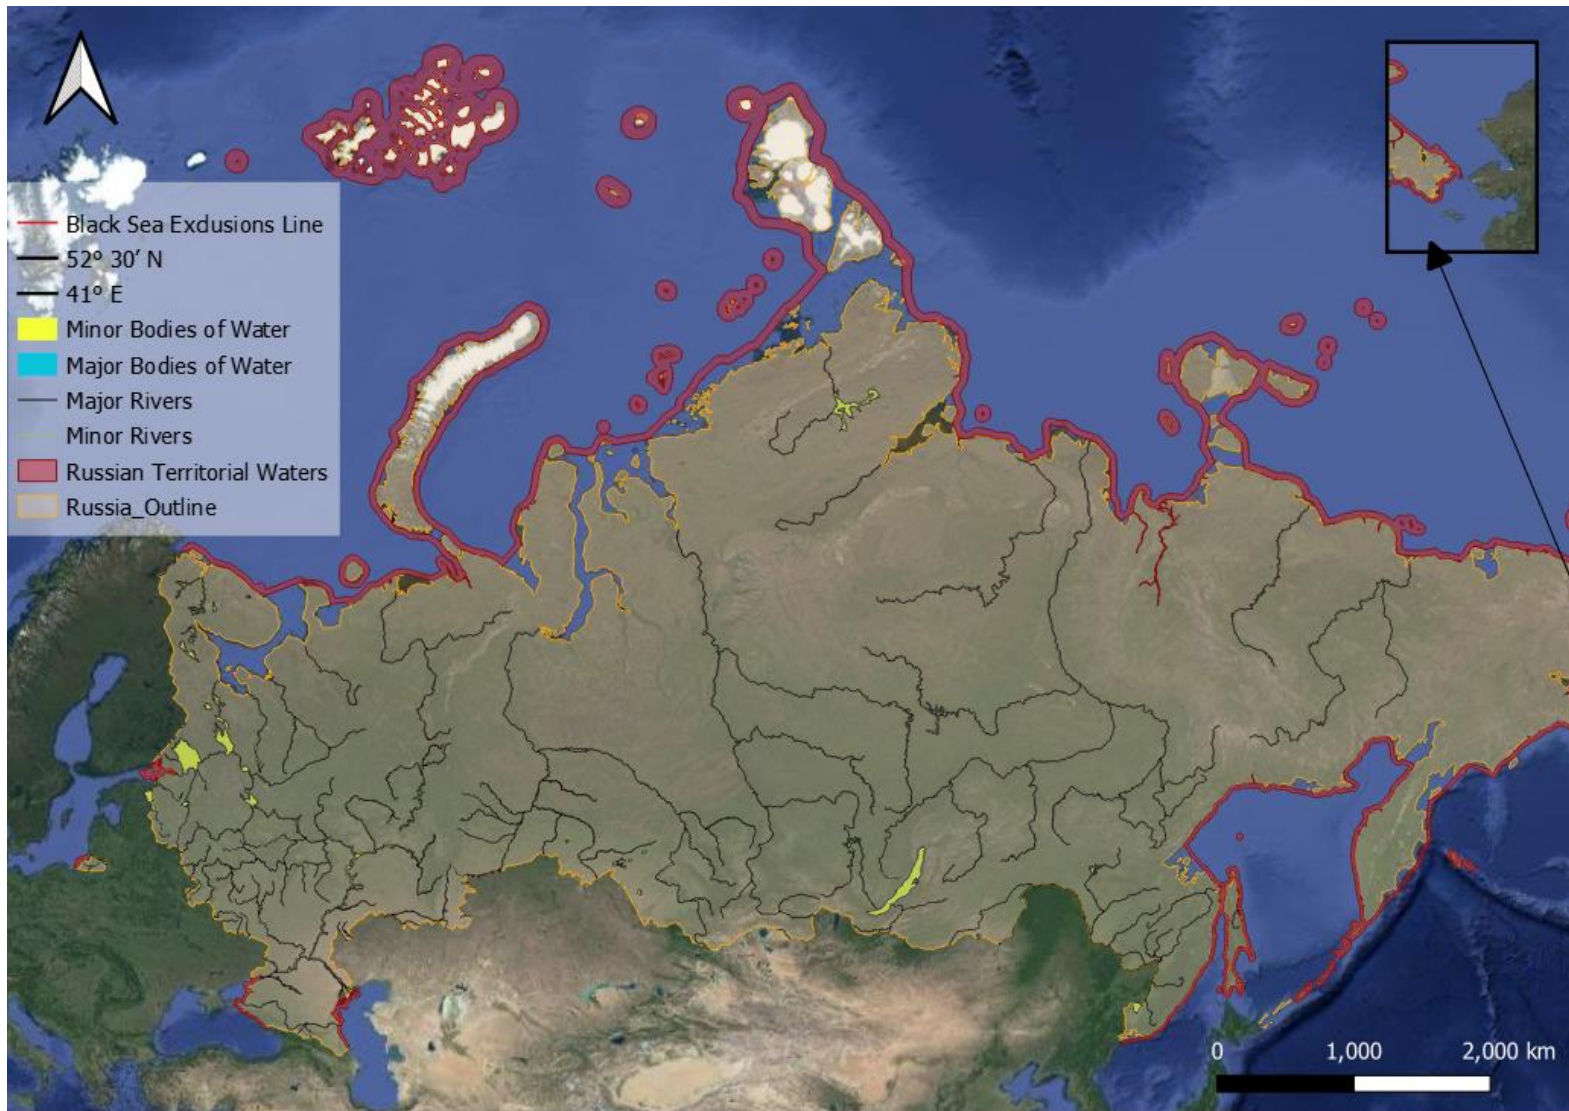 Black Sea Exclusions Line
52° 30′ N
41° E
Minor Bodies of Water
Major Bodies of Water
Major Rivers
Minor Rivers
Russian Territorial Waters
Russia_Outline
0 1,000 2,000 km